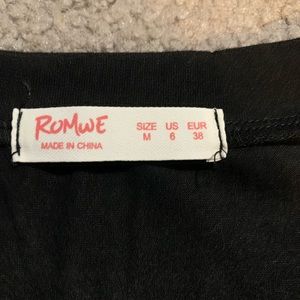 ROMWE
MADE IN CHINA
SIZE US EUR
M 6 38